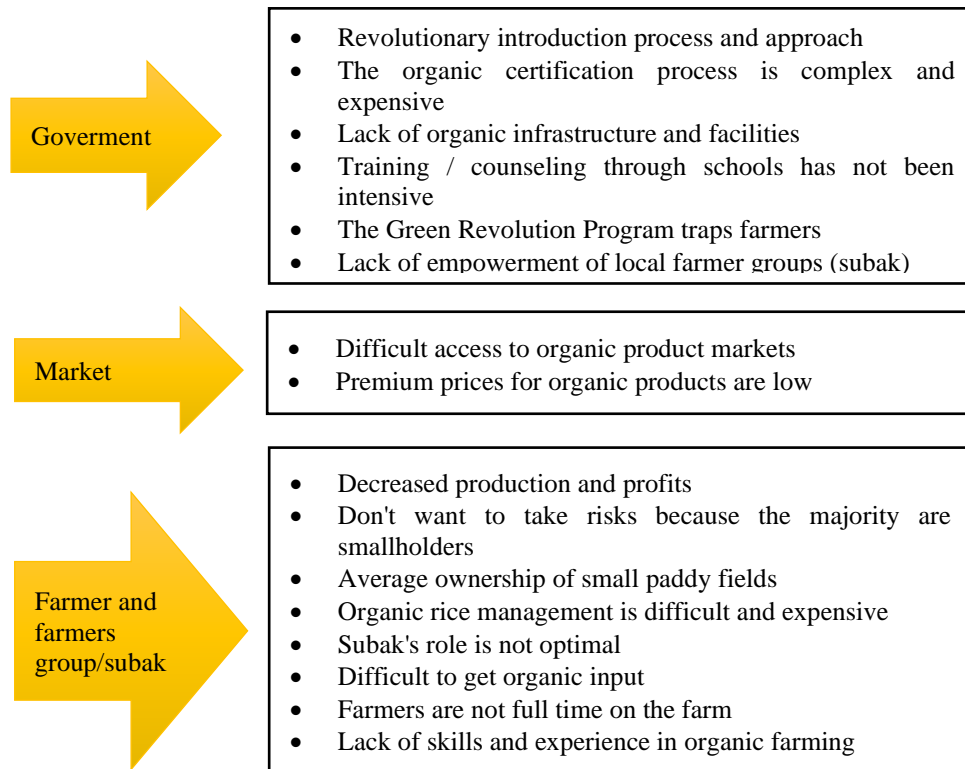 Goverment
• Revolutionary introduction process and approach
• The organic certification process is complex and
expensive
• Lack of organic infrastructure and facilities
• Training / counseling through schools has not been
intensive
• The Green Revolution Program traps farmers
• Lack of empowerment of local farmer groups (subak)
Market
• Difficult access to organic product markets
• Premium prices for organic products are low
Farmer and
farmers
group/subak
• Decreased production and profits
• Don't want to take risks because the majority are
smallholders
• Average ownership of small paddy fields
• Organic rice management is difficult and expensive
• Subak's role is not optimal
• Difficult to get organic input
• Farmers are not full time on the farm
• Lack of skills and experience in organic farming